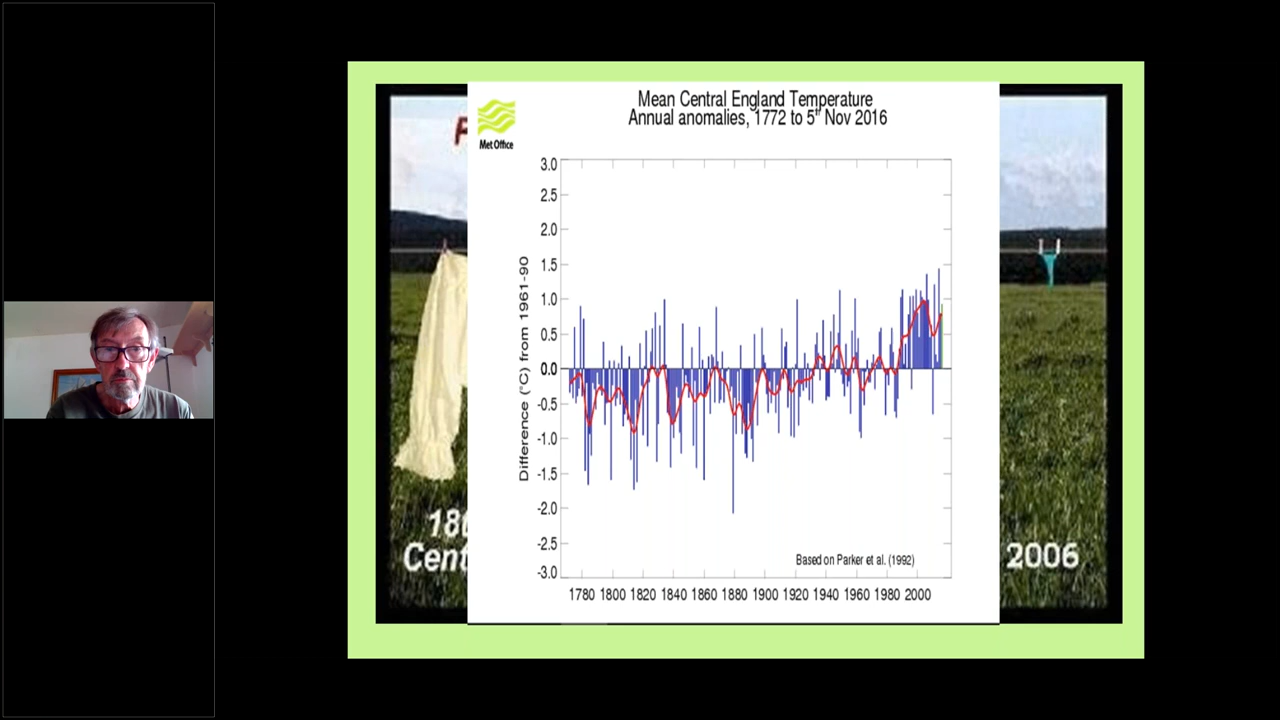 Mean Central England Temperature
Annual anomalies, 1772 to 5th Nov 2016
Met Office
3.0
2.5
2.0
1.5
1.0
0.5
0.0
-0.5
-1.0
-1.5
-2.0
-2.5
-3.0
Difference (°C) from 1961-90
Based on Parker et al. (1992)
1780 1800 1820 1840 1860 1880 1900 1920 1940 1960 1980 2000
2006